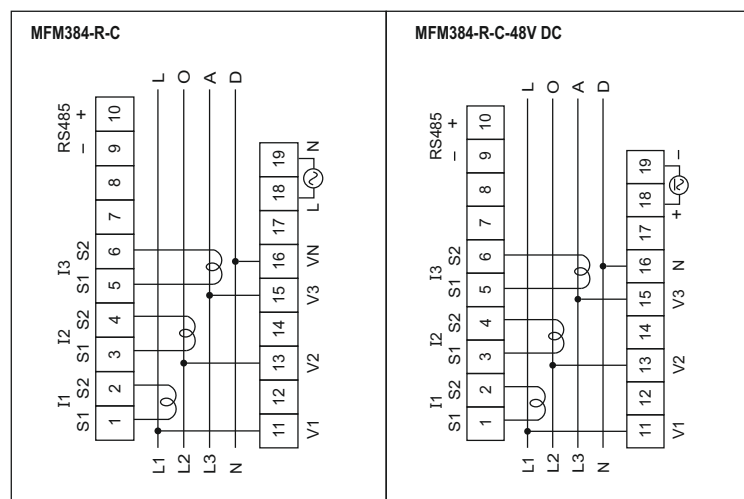 MFM384-R-C
L O A D
RS485
+
–
10
9
8
7
6
5
4
3
2
1
I3
S2
S1
I2
S2
S1
I1
S2
S1
19
18
17
16
15
14
13
12
11
N
L
VN
V3
V2
V1
L1
L2
L3
N
MFM384-R-C-48V DC
L O A D
RS485
+
–
10
9
8
7
6
5
4
3
2
1
I3
S2
S1
I2
S2
S1
I1
S2
S1
19
18
17
16
15
14
13
12
11
–
+
N
V3
V2
V1
L1
L2
L3
N